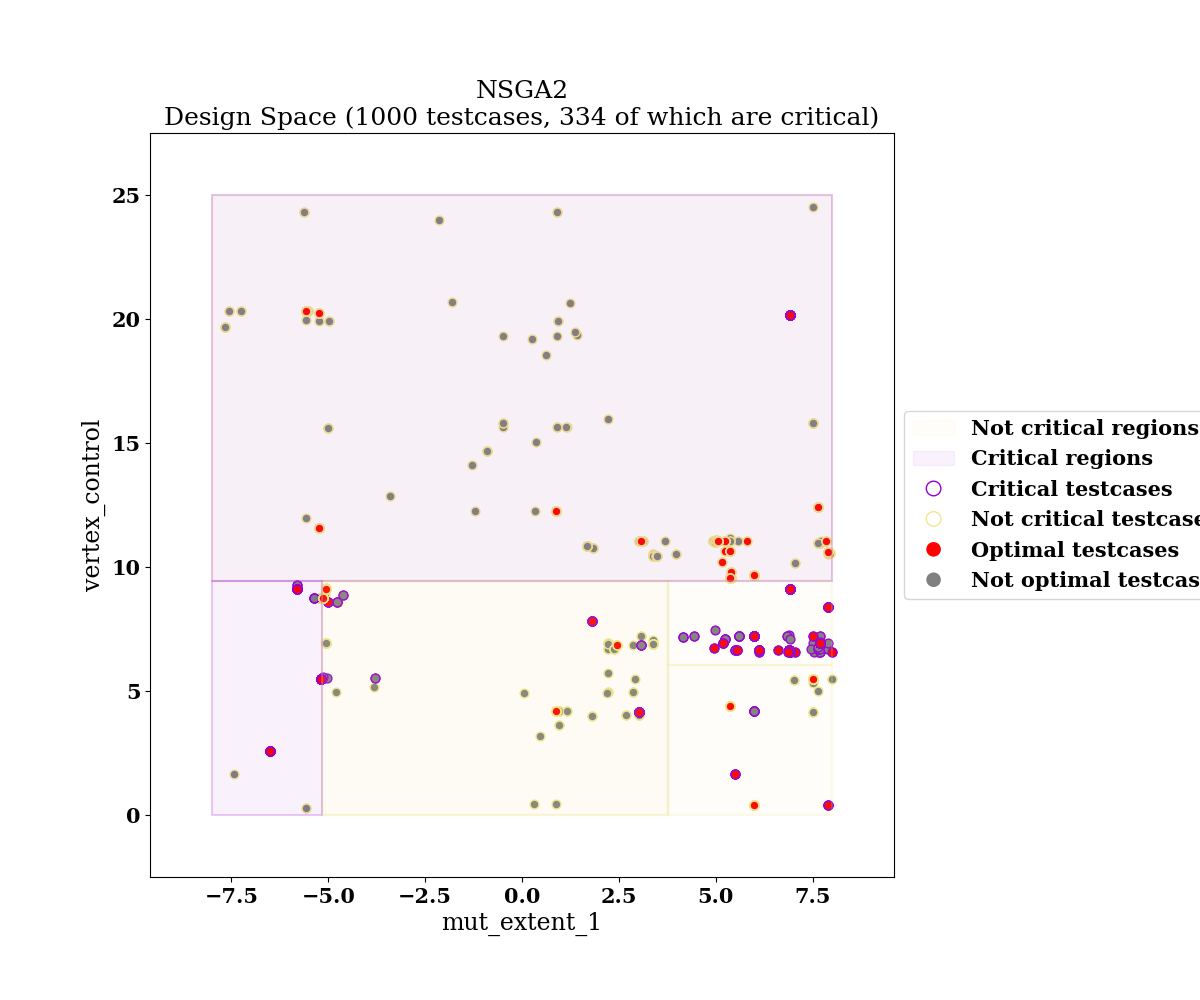 NSGA2
Design Space (1000 testcases, 334 of which are critical)
25
20
15
10
5
0
vertex_control
−7.5
−5.0
−2.5
0.0
2.5
5.0
7.5
mut_extent_1
Not critical regions
Critical regions
Critical testcases
Not critical testcase
Optimal testcases
Not optimal testcas